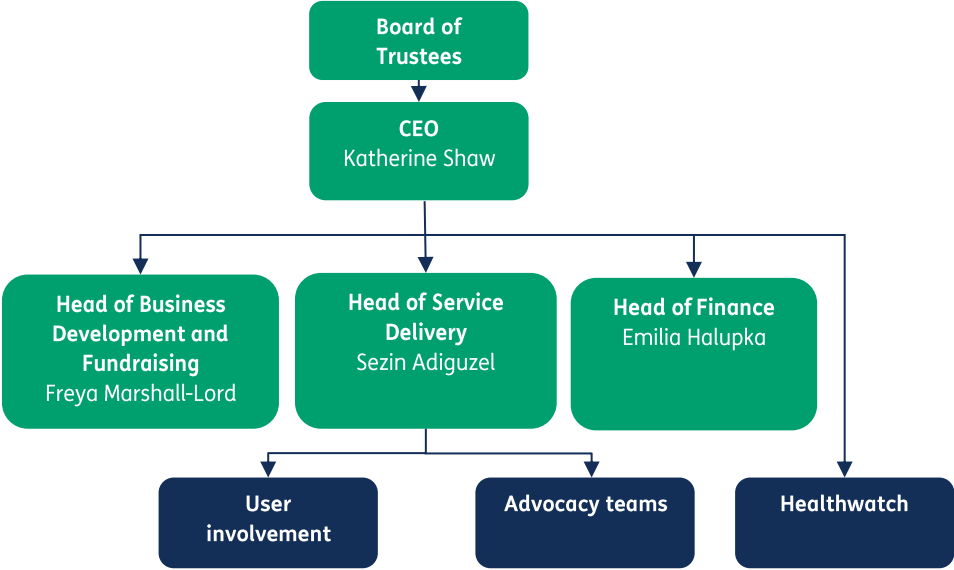 Board of
Trustees
CEO
Katherine Shaw
Head of Business
Development and
Fundraising
Freya Marshall-Lord
Head of Service
Delivery
Sezin Adiguzel
Head of Finance
Emilia Halupka
User
involvement
Advocacy teams
Healthwatch